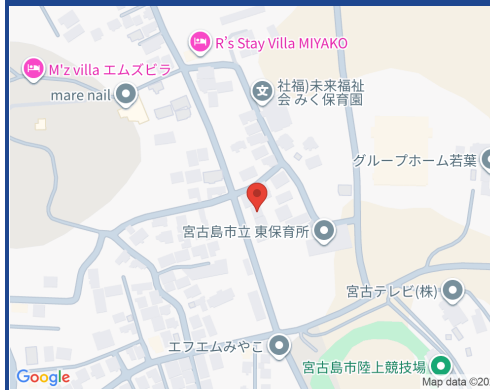 R's Stay Villa MIYAKO
M'z villa エムズビラ
mare nail
社福)未来福祉
会 みく保育園
グループホーム若葉
宮古島市立 東保育所
宮古テレビ(株)
エフエムみやこ
宮古島市陸上競技場
Google
Map data ©20